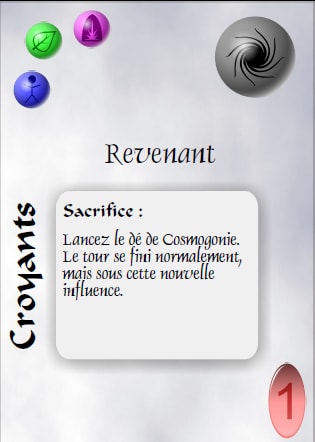 Revenant
Croyants
Sacrifice :
Lancez le dé de Cosmogonie.
Le tour se fini normalement,
mais sous cette nouvelle
influence.
1